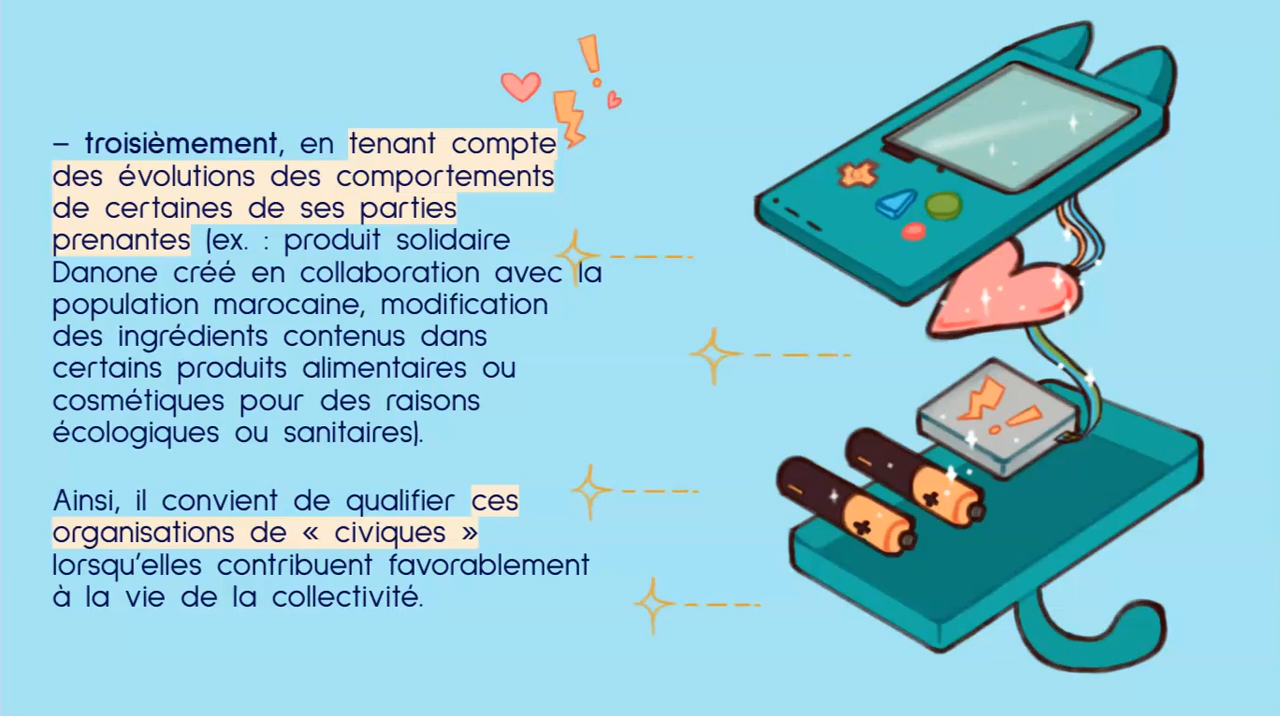 – troisièmement, en tenant compte
des évolutions des comportements
de certaines de ses parties
prenantes (ex. : produit solidaire
Danone créé en collaboration avec la
population marocaine, modification
des ingrédients contenus dans
certains produits alimentaires ou
cosmétiques pour des raisons
écologiques ou sanitaires).
Ainsi, il convient de qualifier ces
organisations de « civiques »
lorsqu’elles contribuent favorablement
à la vie de la collectivité.